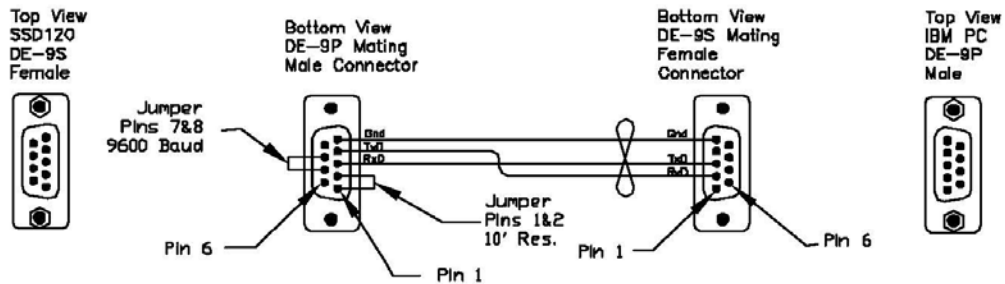 Top View
SSD120
DE-9S
Female
Bottom View
DE-9P Mating
Male Connector
Bottom View
DE-9S Mating
Female
Connector
Top View
IBM PC
DE-9P
Male
Jumper
Pins 7&8
9600 Baud
Gnd
TxD
RxD
Gnd
TxD
RxD
Jumper
Pins 1&2
10' Res.
Pin 6
Pin 1
Pin 1
Pin 6